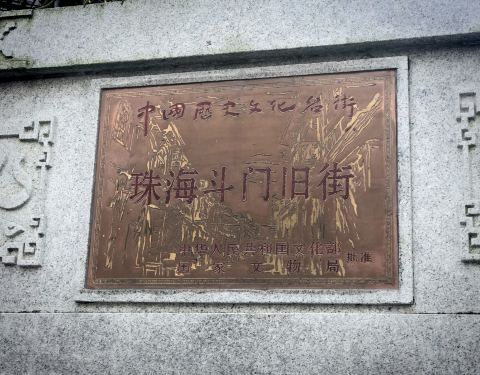 中国历史文化名街
珠海斗门旧街
中华人民共和国文化部
国家文物局 批准